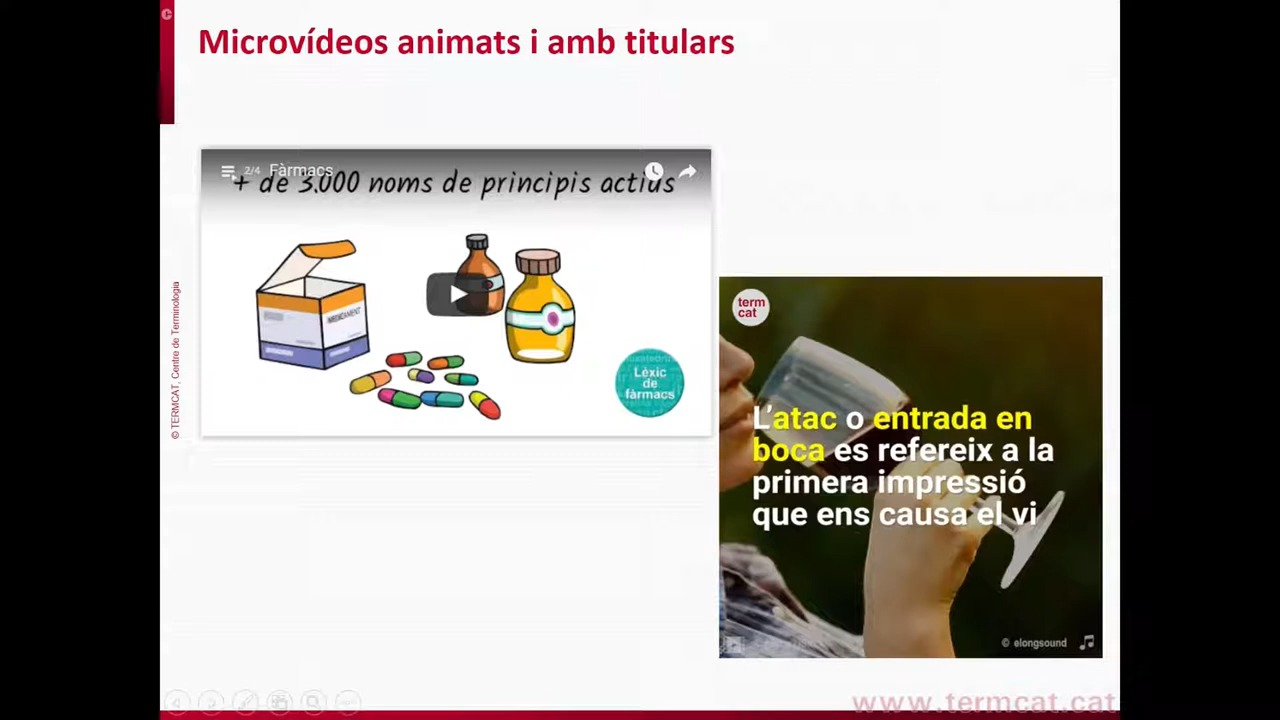 Microvídeos animats i amb titulars
2/4 Fàrmacs
+ de 3.000 noms de principis actius
MEDICAMENT
Lèxic
de
fàrmacs
© TERMCAT, Centre de Terminologia
term
cat
L'atac o entrada en
boca es refereix a la
primera impressió
que ens causa el vi
© elongsound
www.termcat.cat